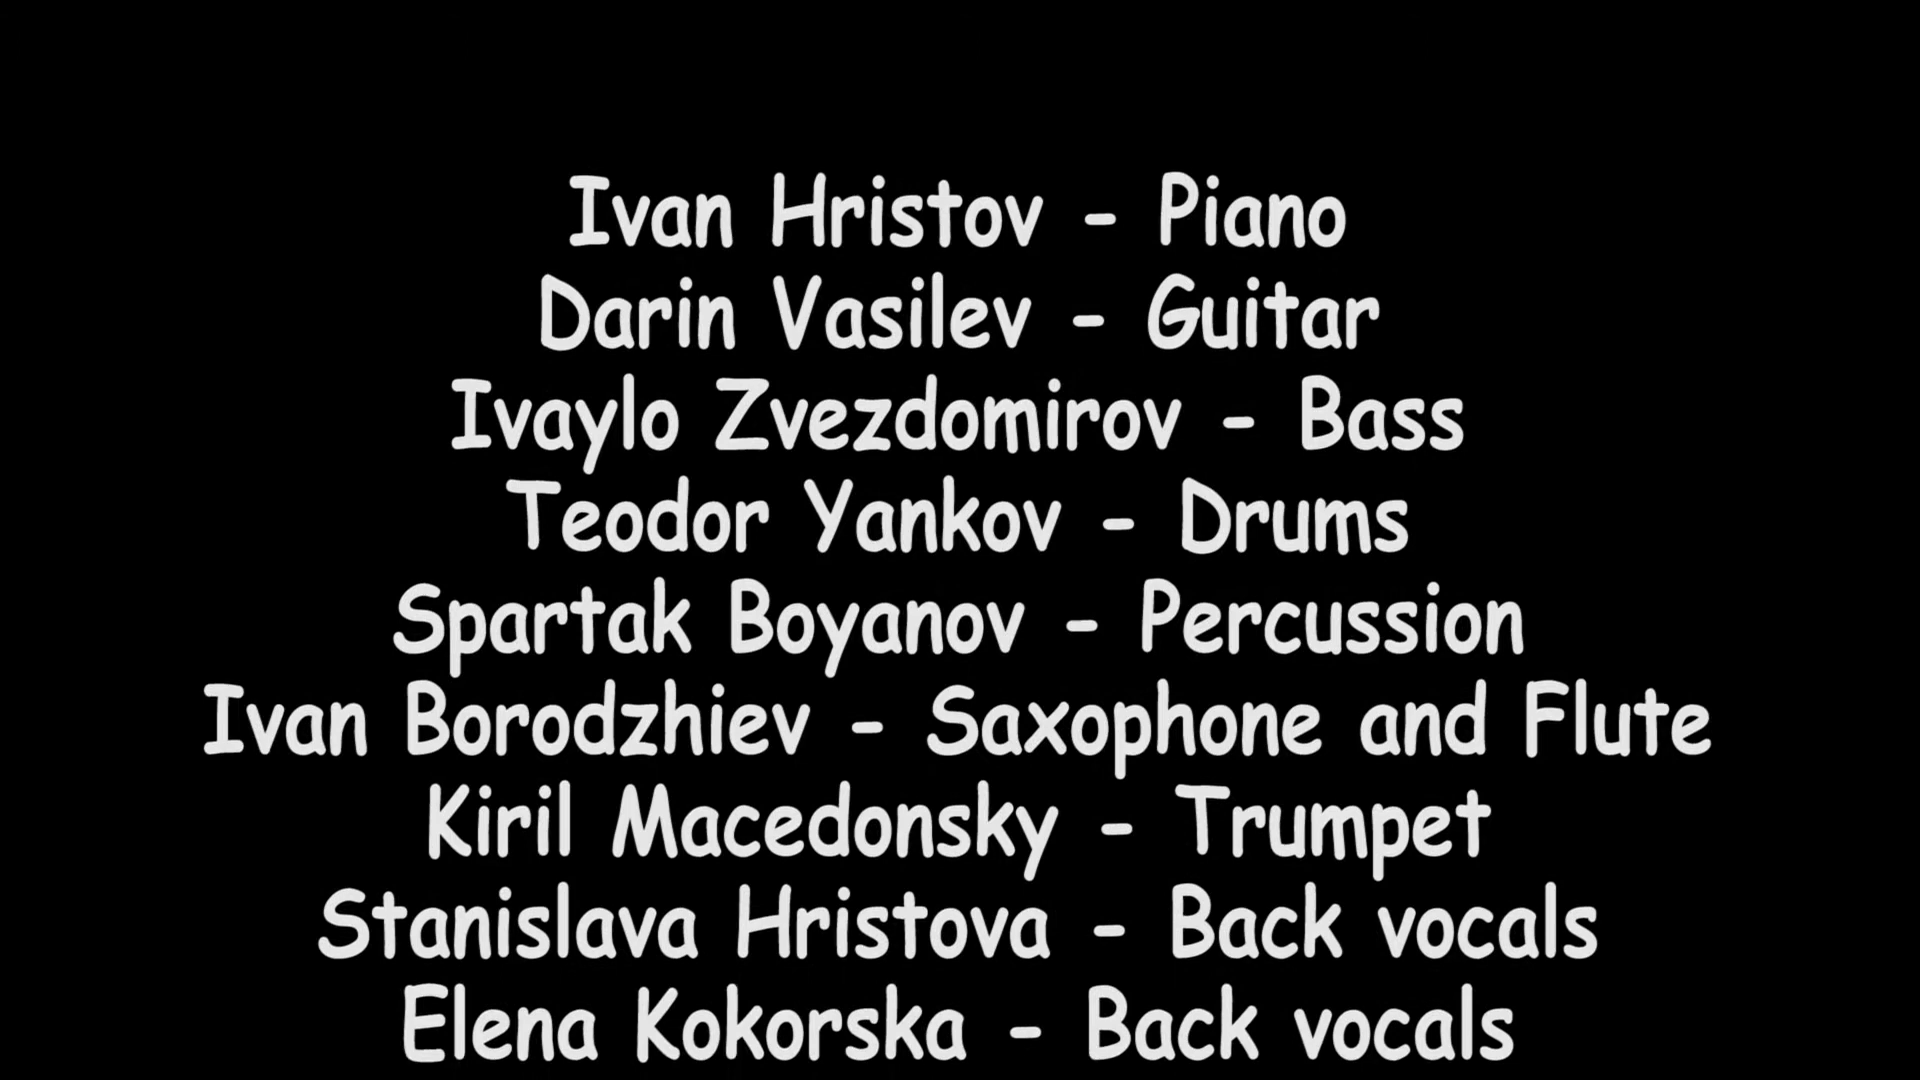 Ivan Hristov - Piano
Darin Vasilev - Guitar
Ivaylo Zvezdomirov - Bass
Teodor Yankov - Drums
Spartak Boyanov - Percussion
Ivan Borodzhiev - Saxophone and Flute
Kiril Macedonsky - Trumpet
Stanislava Hristova - Back vocals
Elena Kokorska - Back vocals